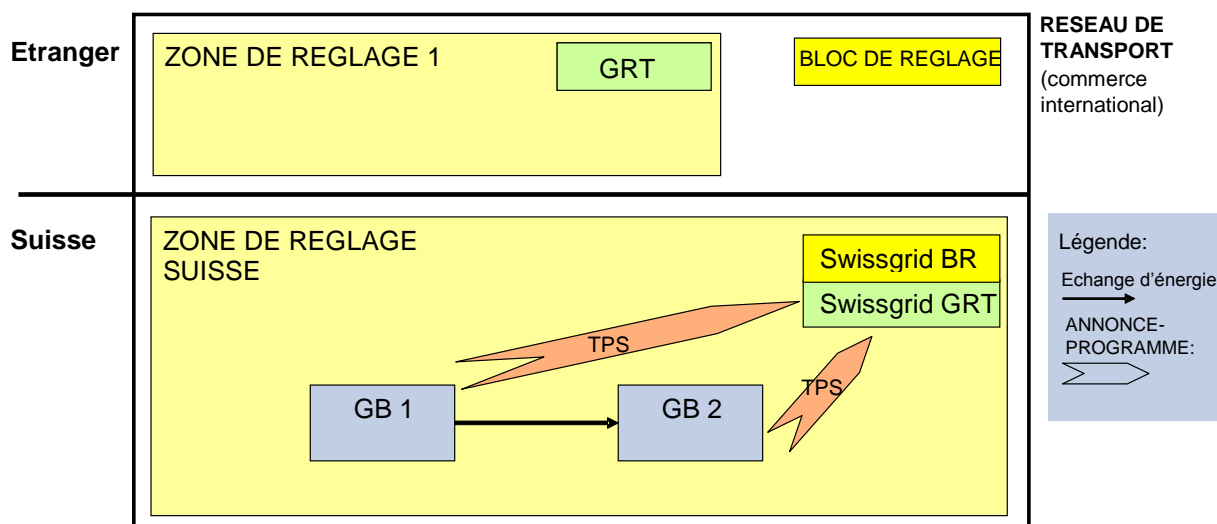 Etranger
ZONE DE REGLAGE 1
GRT
BLOC DE REGLAGE
RESEAU DE
TRANSPORT
(commerce
international)
Suisse
ZONE DE REGLAGE
SUISSE
Swissgrid BR
Swissgrid GRT
TPS
TPS
GB 1
GB 2
Légende:
Echange d'énergie
ANNONCE-
PROGRAMME: